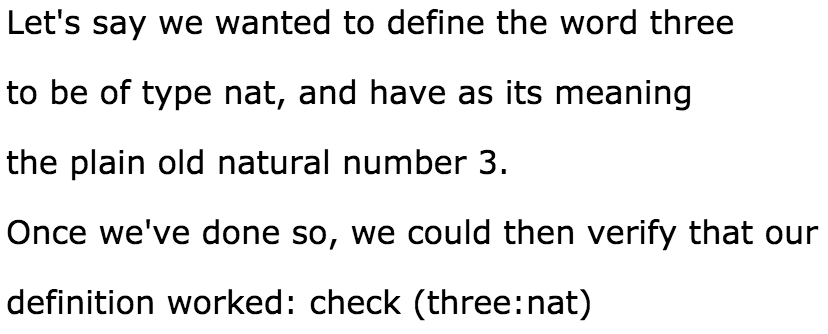 Let's say we wanted to define the word three
to be of type nat, and have as its meaning
the plain old natural number 3.
Once we've done so, we could then verify that our
definition worked: check (three:nat)